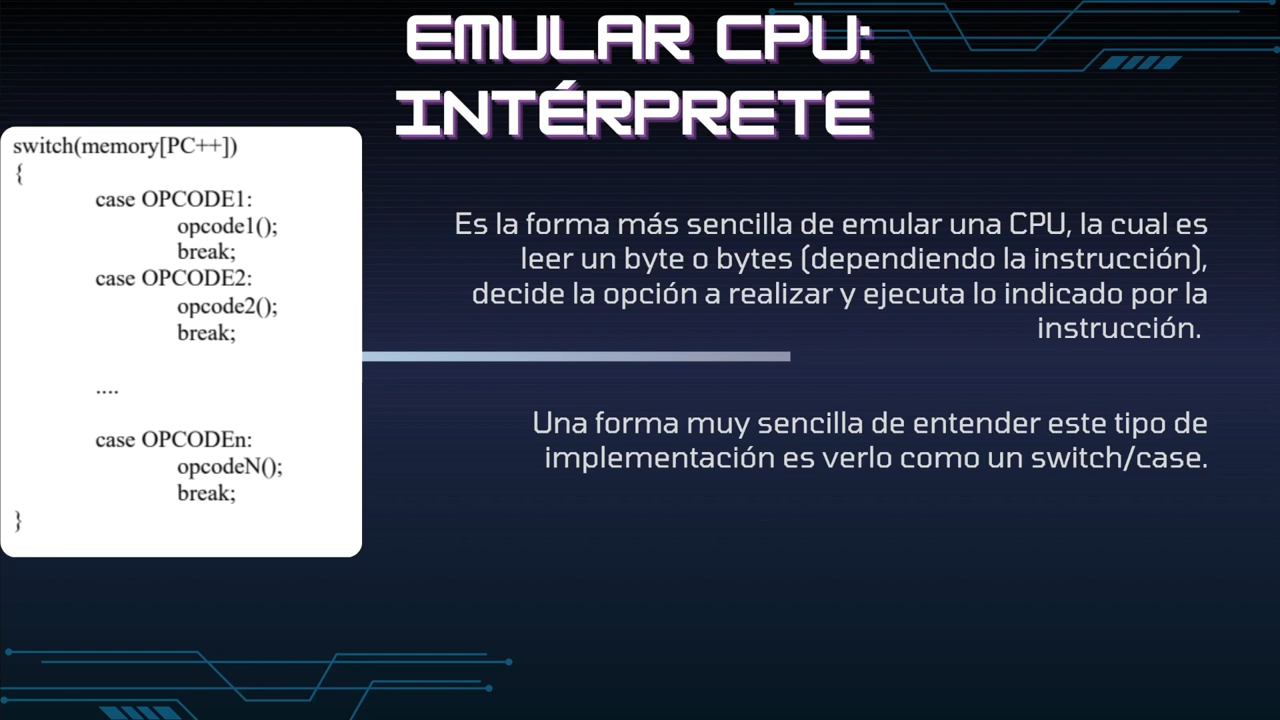 EMULAR CPU:
INTÉRPRETE
switch(memory[PC++])
{
case OPCODE1:
opcode1();
break;
case OPCODE2:
opcode2();
break;
....
case OPCODEn:
opcodeN();
break;
}
Es la forma más sencilla de emular una CPU, la cual es
leer un byte o bytes (dependiendo la instrucción),
decide la opción a realizar y ejecuta lo indicado por la
instrucción.
Una forma muy sencilla de entender este tipo de
implementación es verlo como un switch/case.